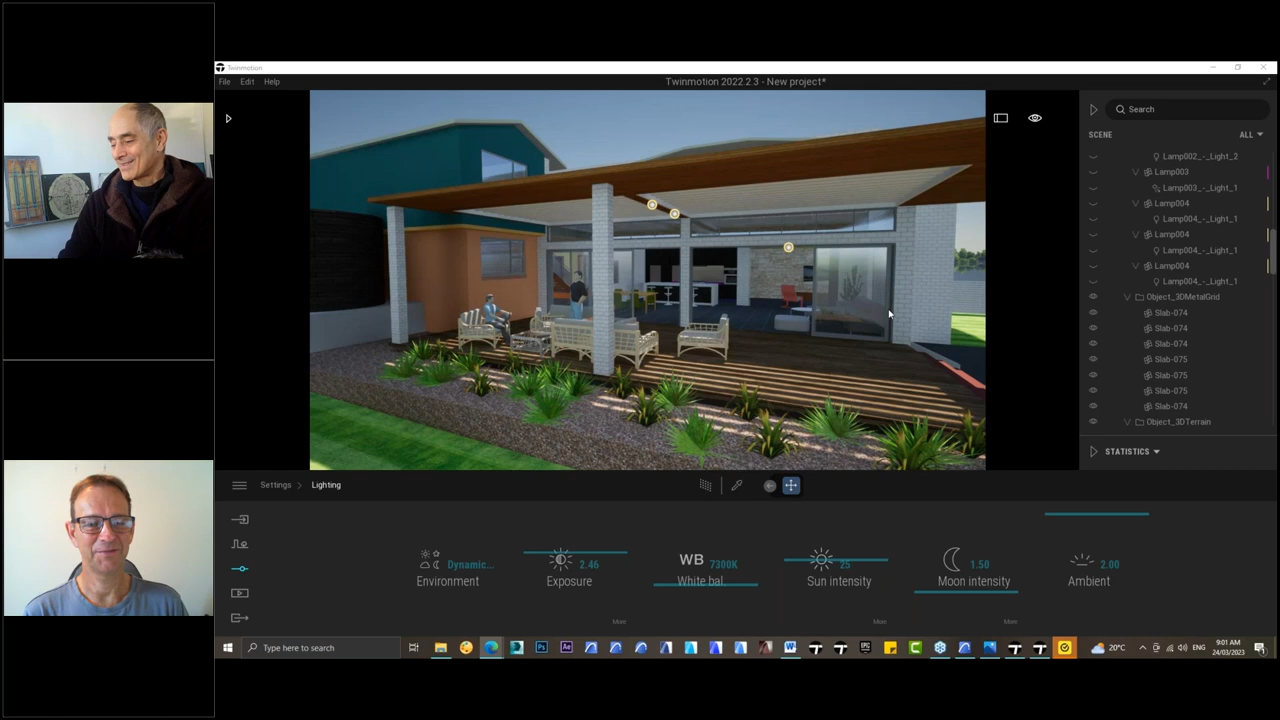 Twinmotion
File Edit Help
Twinmotion 2022 2 3 - New project*
Search
SCENE
ALL
Lamp002_-_Light_2
Lamp003
Lamp003_-_Light_1
Lamp004
Lamp004_-_Light_1
Lamp004
Lamp004_-_Light_1
Lamp004
Lamp004_-_Light_1
Object_3DMetalGrid
Slab-074
Slab-074
Slab-074
Slab-075
Slab-075
Slab-075
Slab-074
Object_3DTerrain
STATISTICS
Settings > Lighting
Dynamic...
Environment
2.46
Exposure
WB 7300K
White bal.
25
Sun intensity
1.50
Moon intensity
2.00
Ambient
More
More
More
Type here to search
20°C
ENG
9:01 AM
24/03/2023